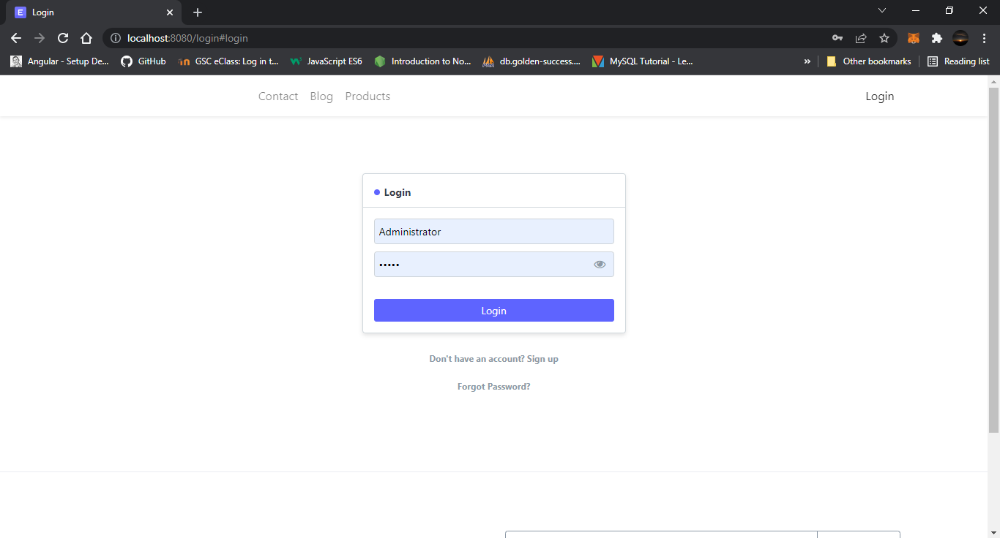 E Login
localhost:8080/login#login
Angular - Setup De... GitHub GSC eClass: Log in t... JavaScript ES6 Introduction to No... db.golden-success.... MySQL Tutorial - Le... » Other bookmarks Reading list
Contact Blog Products Login
Login
Administrator
•••••
Login
Don't have an account? Sign up
Forgot Password?